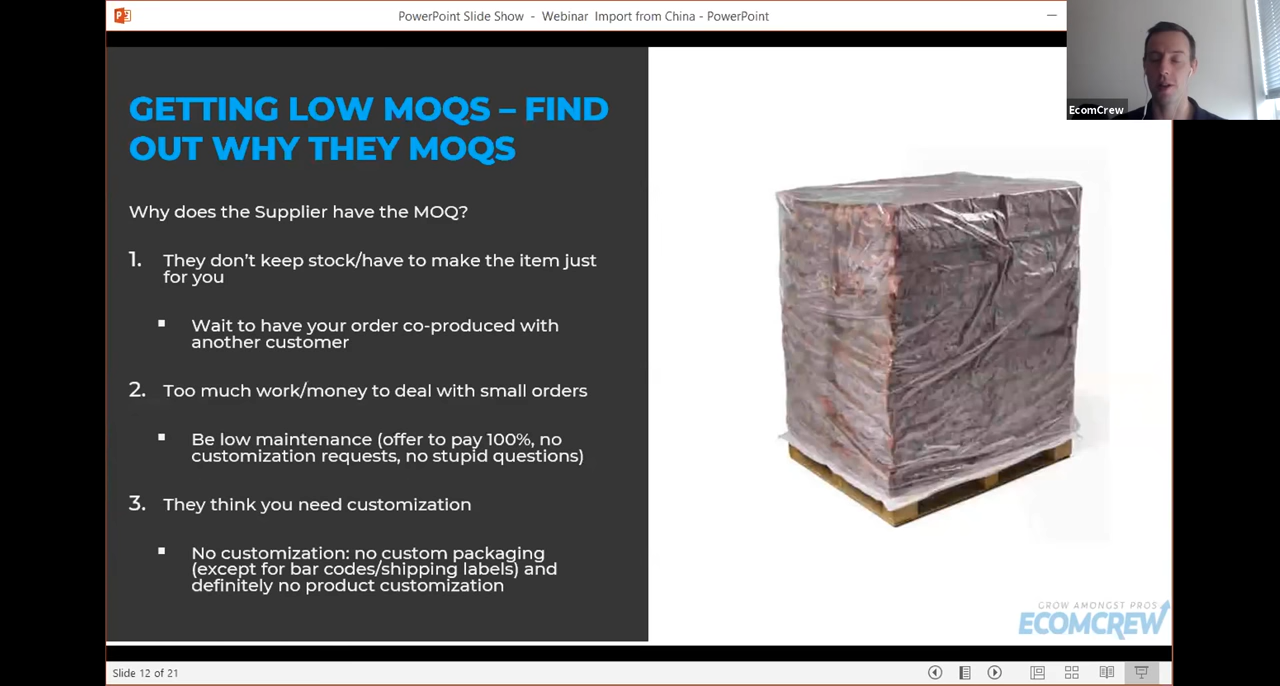 PowerPoint Slide Show - Webinar Import from China - PowerPoint
EcomCrew
GETTING LOW MOQS – FIND
OUT WHY THEY MOQS
Why does the Supplier have the MOQ?
1. They don’t keep stock/have to make the item just
for you
▪ Wait to have your order co-produced with
another customer
2. Too much work/money to deal with small orders
▪ Be low maintenance (offer to pay 100%, no
customization requests, no stupid questions)
3. They think you need customization
▪ No customization: no custom packaging
(except for bar codes/shipping labels) and
definitely no product customization
GROW AMONGST PROS
ECOMCREW
Slide 12 of 21